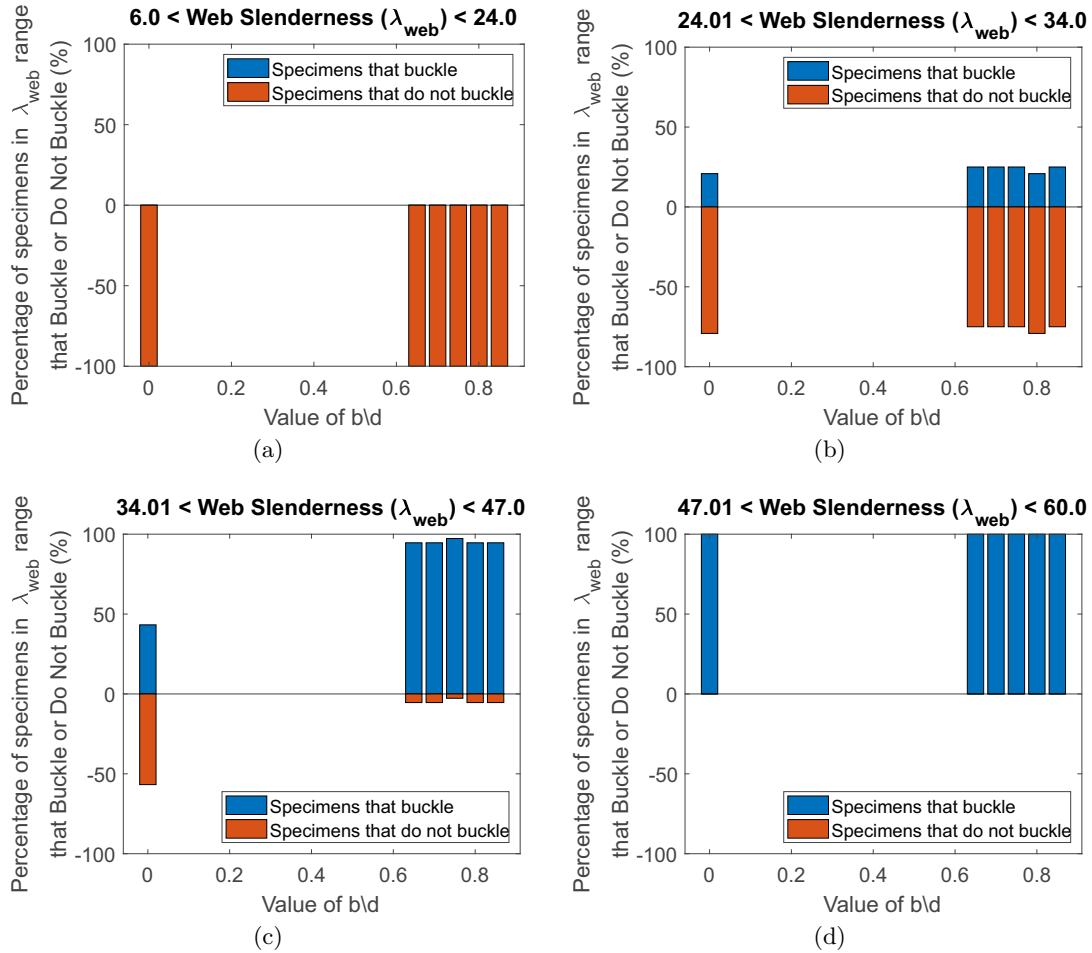 6.0 < Web Slenderness (λweb) < 24.0
Percentage of specimens in λweb range
that Buckle or Do Not Buckle (%)
100
50
0
-50
-100
Specimens that buckle
Specimens that do not buckle
0 0.2 0.4 0.6 0.8
Value of b\d
(a)
24.01 < Web Slenderness (λweb) < 34.0
Percentage of specimens in λweb range
that Buckle or Do Not Buckle (%)
100
50
0
-50
-100
Specimens that buckle
Specimens that do not buckle
0 0.2 0.4 0.6 0.8
Value of b\d
(b)
34.01 < Web Slenderness (λweb) < 47.0
Percentage of specimens in λweb range
that Buckle or Do Not Buckle (%)
100
50
0
-50
-100
Specimens that buckle
Specimens that do not buckle
0 0.2 0.4 0.6 0.8
Value of b\d
(c)
47.01 < Web Slenderness (λweb) < 60.0
Percentage of specimens in λweb range
that Buckle or Do Not Buckle (%)
100
50
0
-50
-100
Specimens that buckle
Specimens that do not buckle
0 0.2 0.4 0.6 0.8
Value of b\d
(d)